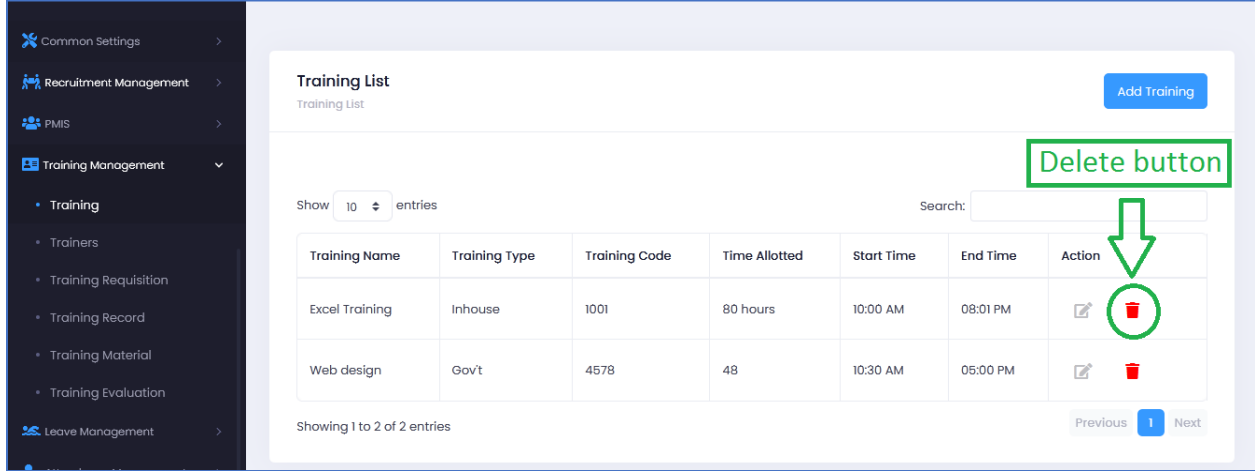 Common Settings
Recruitment Management
PMIS
Training Management
Training
Trainers
Training Requisition
Training Record
Training Material
Training Evaluation
Leave Management
Training List
Training List
Add Training
Delete button
Show 10 entries
Search:
Training Name Training Type Training Code Time Allotted Start Time End Time Action
Excel Training Inhouse 1001 80 hours 10:00 AM 08:01 PM
Web design Gov't 4578 48 10:30 AM 05:00 PM
Showing 1 to 2 of 2 entries
Previous 1 Next